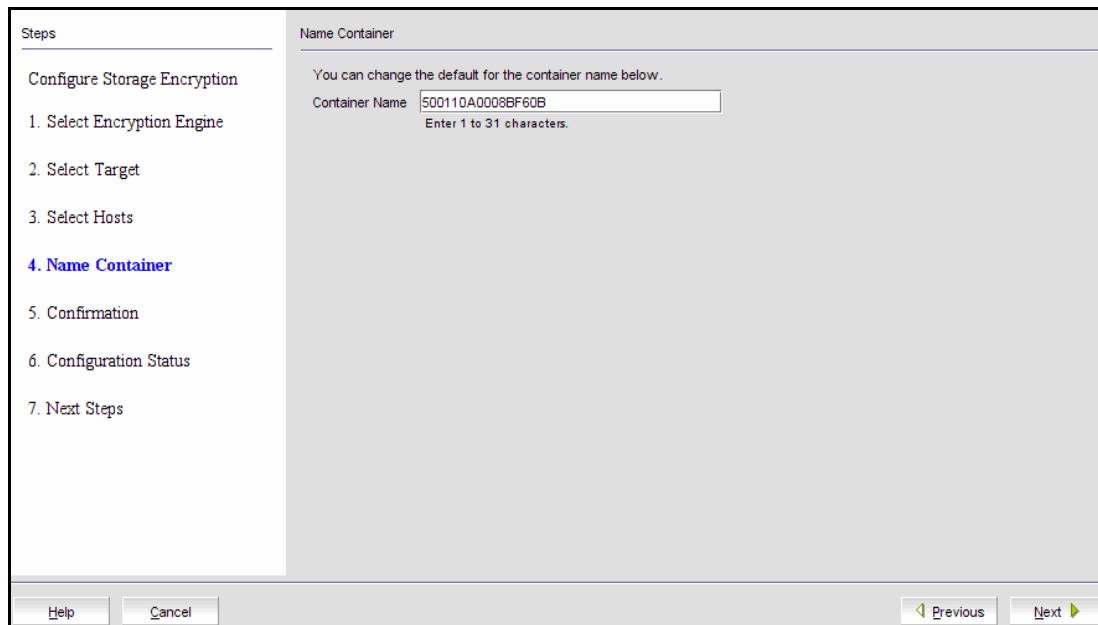 Steps
Configure Storage Encryption
1. Select Encryption Engine
2. Select Target
3. Select Hosts
4. Name Container
5. Confirmation
6. Configuration Status
7. Next Steps
Name Container
You can change the default for the container name below.
Container Name 500110A0008BF60B
Enter 1 to 31 characters.
Help Cancel Previous Next